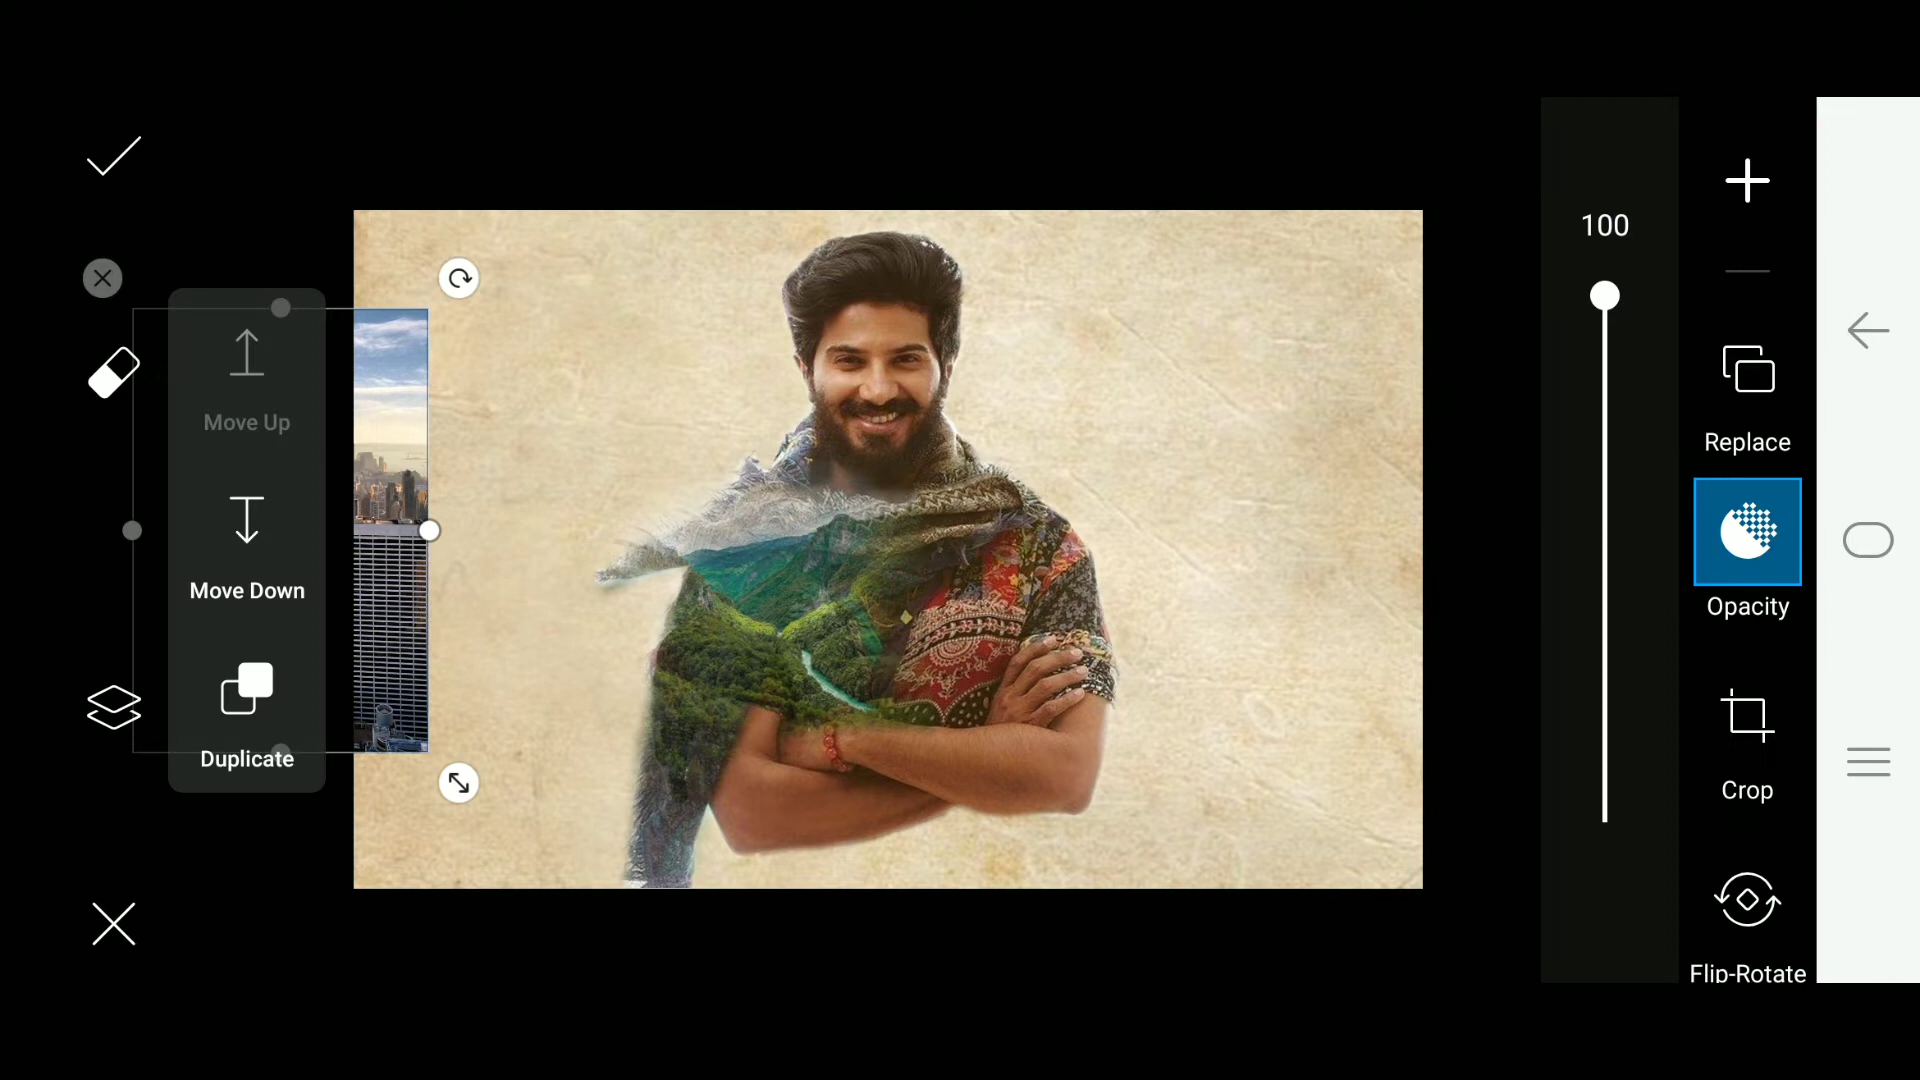 Move Up
Move Down
Duplicate
100
Replace
Opacity
Crop
Flip-Rotate